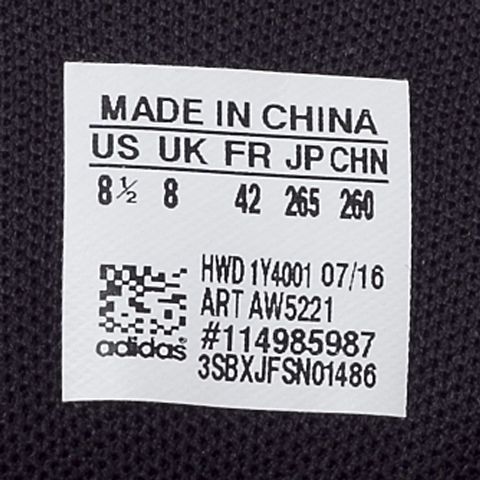 MADE IN CHINA
US UK FR JP CHN
8½ 8 42 265 260
HWD 1Y4001 07/16
ART AW5221
#114985987
adidas®
3SBXJFSN01486